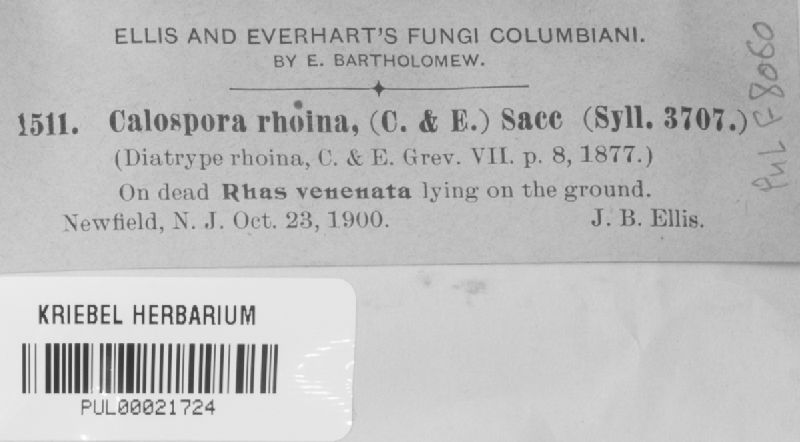 ELLIS AND EVERHART'S FUNGI COLUMBIANI.
BY E. BARTHOLOMEW.
1511. Calospora rhoina, (C. & E.) Sacc (Syll. 3707.)
(Diatrype rhoina, C. & E. Grev. VII. p. 8, 1877.)
On dead Rhas venenata lying on the ground.
Newfield, N. J. Oct. 23, 1900. J. B. Ellis.
PUL F8060
KRIEBEL HERBARIUM
PUL00021724